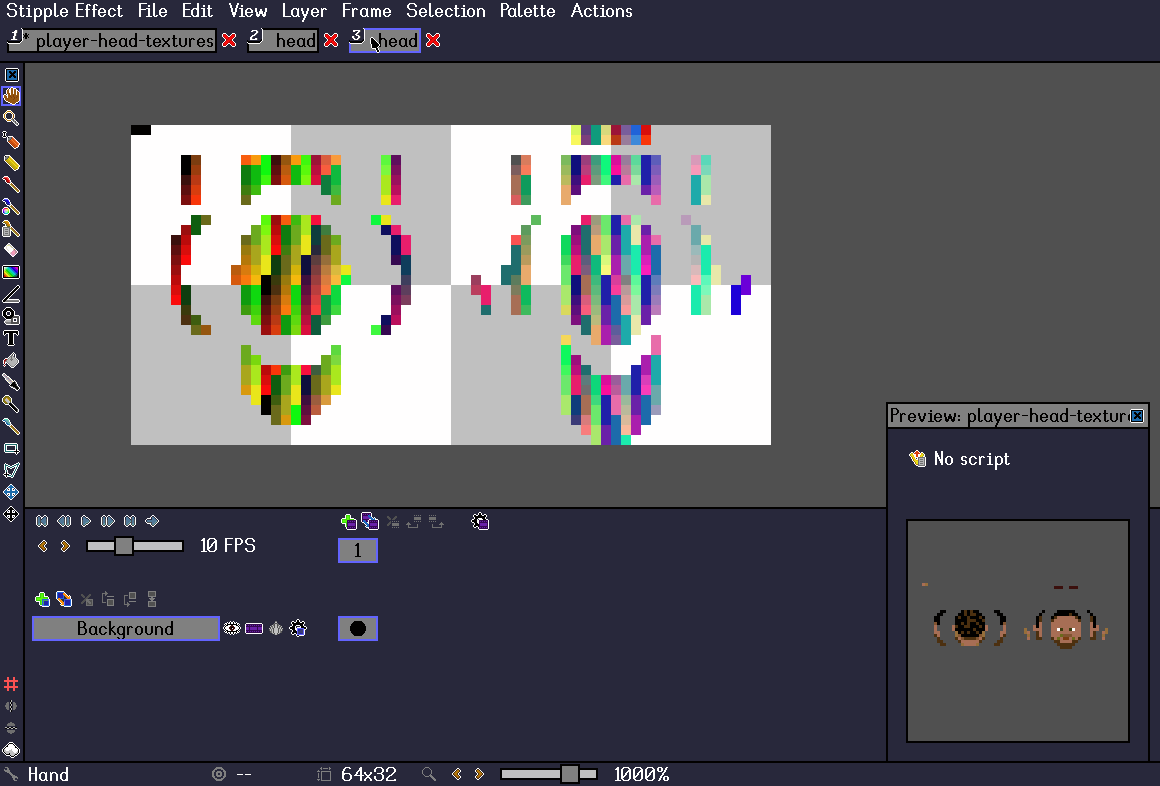 Stipple Effect File Edit View Layer Frame Selection Palette Actions
1 * player-head-textures 2 head 3 head
Preview: player-head-textur
No script
10 FPS
1
Background
Hand -- 64x32 1000%